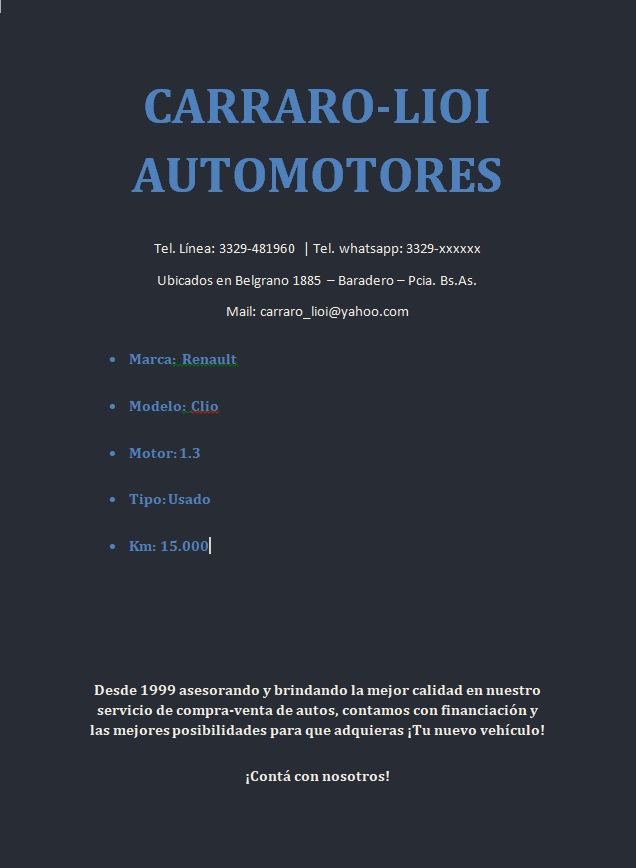 CARRARO-LIOI
AUTOMOTORES
Tel. Línea: 3329-481960 | Tel. whatsapp: 3329-xxxxxx
Ubicados en Belgrano 1885 – Baradero – Pcia. Bs.As.
Mail: carraro_lioi@yahoo.com
• Marca: Renault
• Modelo: Clio
• Motor: 1.3
• Tipo: Usado
• Km: 15.000
Desde 1999 asesorando y brindando la mejor calidad en nuestro
servicio de compra-venta de autos, contamos con financiación y
las mejores posibilidades para que adquieras ¡Tu nuevo vehículo!
¡Contá con nosotros!